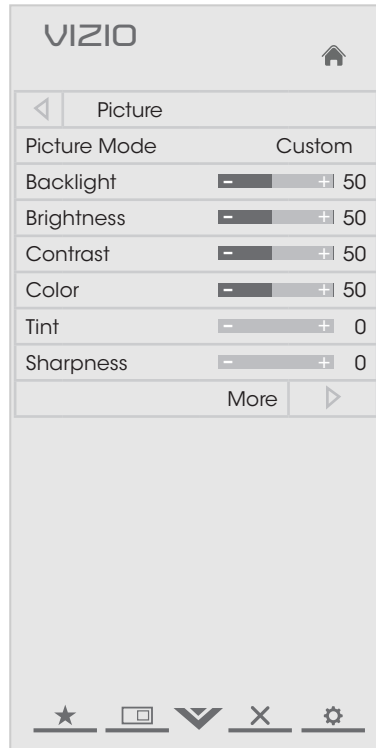 VIZIO
Picture
Picture Mode Custom
Backlight - + 50
Brightness - + 50
Contrast - + 50
Color - + 50
Tint - + 0
Sharpness - + 0
More